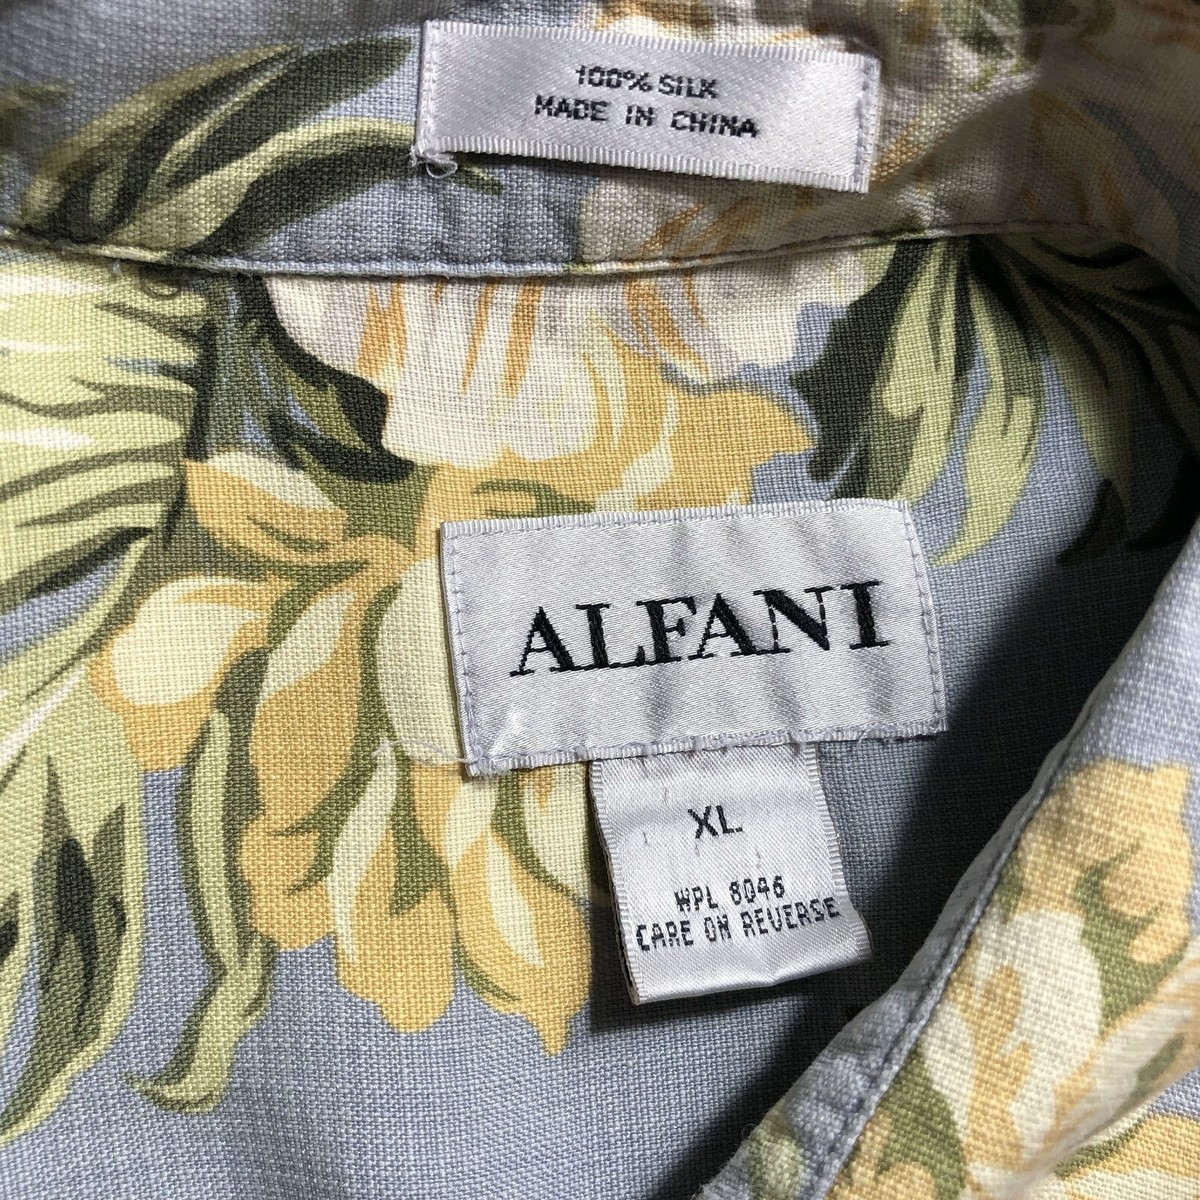 100% SILK
MADE IN CHINA
ALFANI
XL
WPL 8046
CARE ON REVERSE